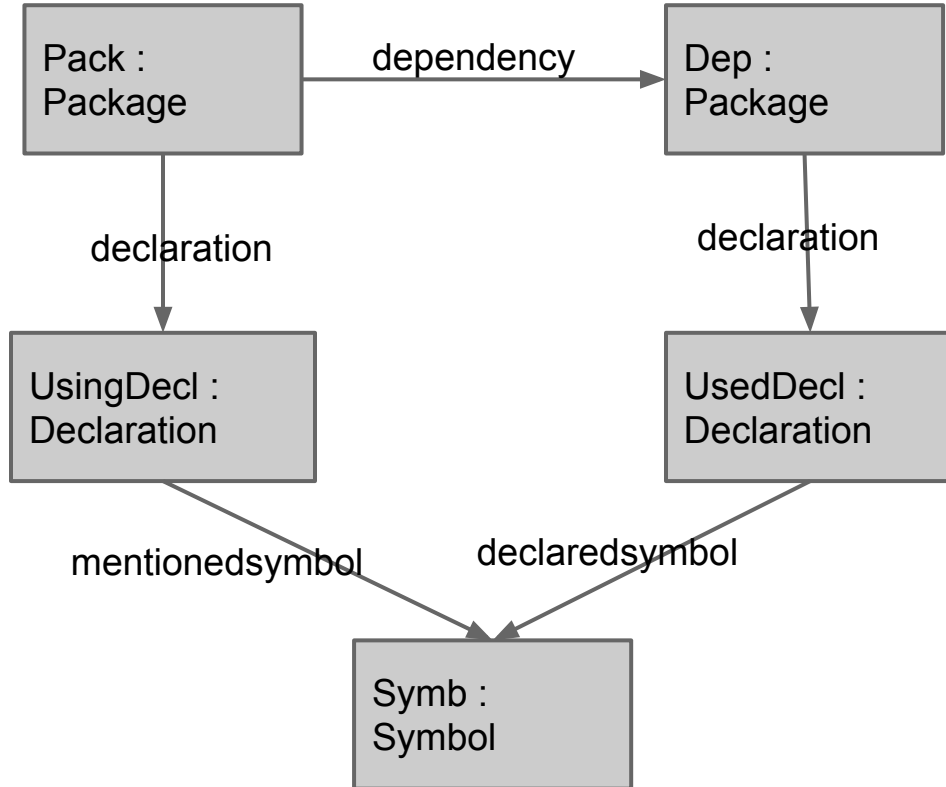 Pack :
Package
dependency
Dep :
Package
declaration
declaration
UsingDecl :
Declaration
UsedDecl :
Declaration
mentionedsymbol
declaredsymbol
Symb :
Symbol